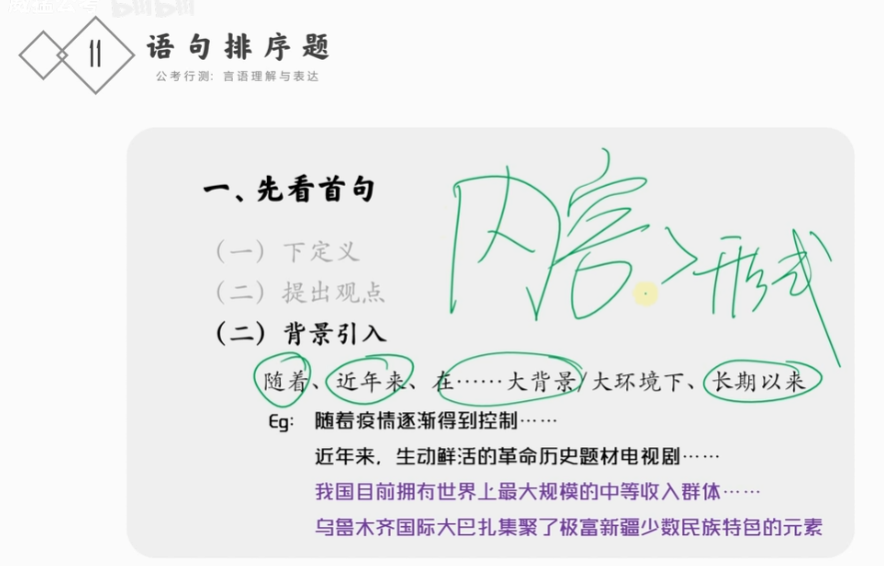 bilibili
11
语句排序题
公考行测：言语理解与表达
一、先看首句
（一）下定义
（二）提出观点
（二）背景引入
随着、近年来、在……大背景/大环境下、长期以来
Eg: 随着疫情逐渐得到控制……
近年来，生动鲜活的革命历史题材电视剧……
我国目前拥有世界上最大规模的中等收入群体……
乌鲁木齐国际大巴扎集聚了极富新疆少数民族特色的元素
内容>形式